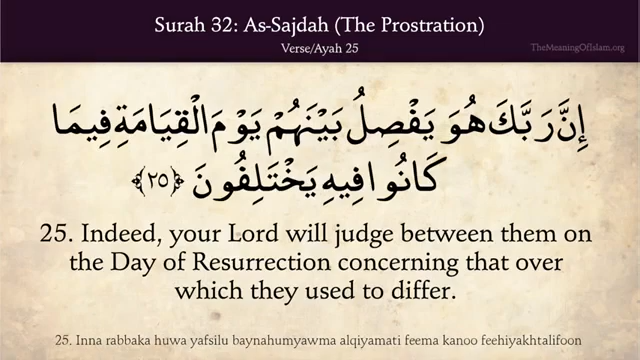 Surah 32: As-Sajdah (The Prostration)
Verse/Ayah 25
TheMeaningOfIslam.org
إِنَّ رَبَّكَ هُوَ يَفْصِلُ بَيْنَهُمْ يَوْمَ الْقِيَامَةِ فِيمَا
كَانُوا فِيهِ يَخْتَلِفُونَ ﴿٢٥﴾
25. Indeed, your Lord will judge between them on
the Day of Resurrection concerning that over
which they used to differ.
25. Inna rabbaka huwa yafsilu baynahumyawma alqiyamati feema kanoo feehiyakhtalifoon